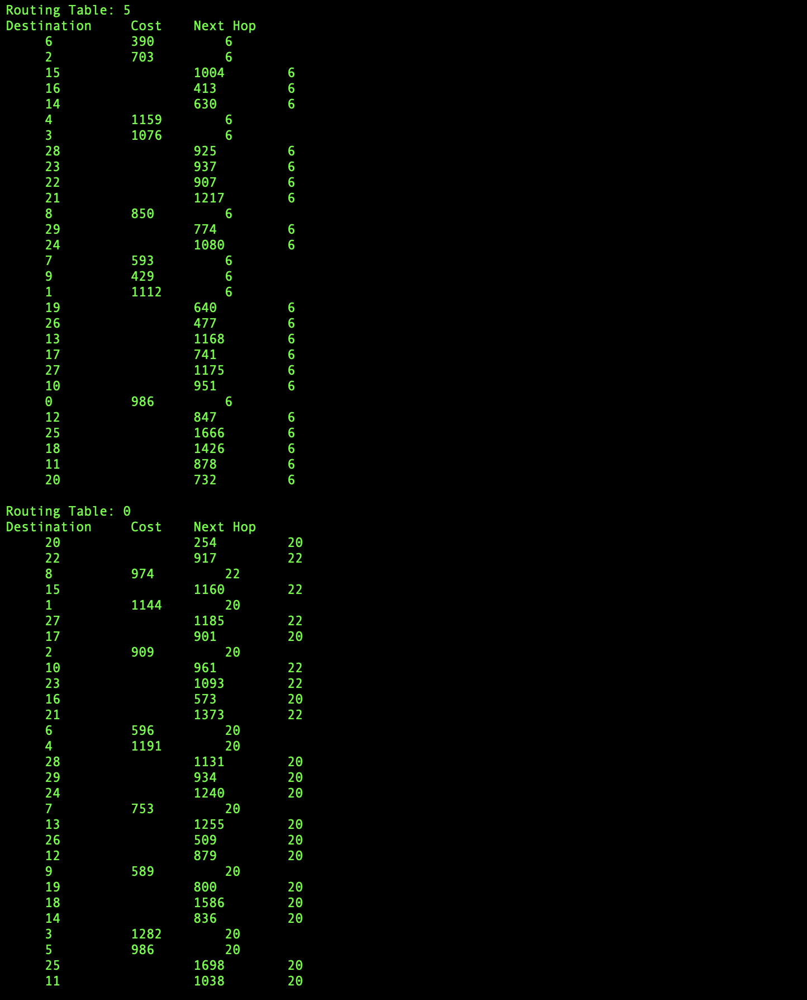 Routing Table: 5
Destination Cost Next Hop
6 390 6
2 703 6
15 1004 6
16 413 6
14 630 6
4 1159 6
3 1076 6
28 925 6
23 937 6
22 907 6
21 1217 6
8 850 6
29 774 6
24 1080 6
7 593 6
9 429 6
1 1112 6
19 640 6
26 477 6
13 1168 6
17 741 6
27 1175 6
10 951 6
0 986 6
12 847 6
25 1666 6
18 1426 6
11 878 6
20 732 6
Routing Table: 0
Destination Cost Next Hop
20 254 20
22 917 22
8 974 22
15 1160 22
1 1144 20
27 1185 22
17 901 20
2 909 20
10 961 22
23 1093 22
16 573 20
21 1373 22
6 596 20
4 1191 20
28 1131 20
29 934 20
24 1240 20
7 753 20
13 1255 20
26 509 20
12 879 20
9 589 20
19 800 20
18 1586 20
14 836 20
3 1282 20
5 986 20
25 1698 20
11 1038 20